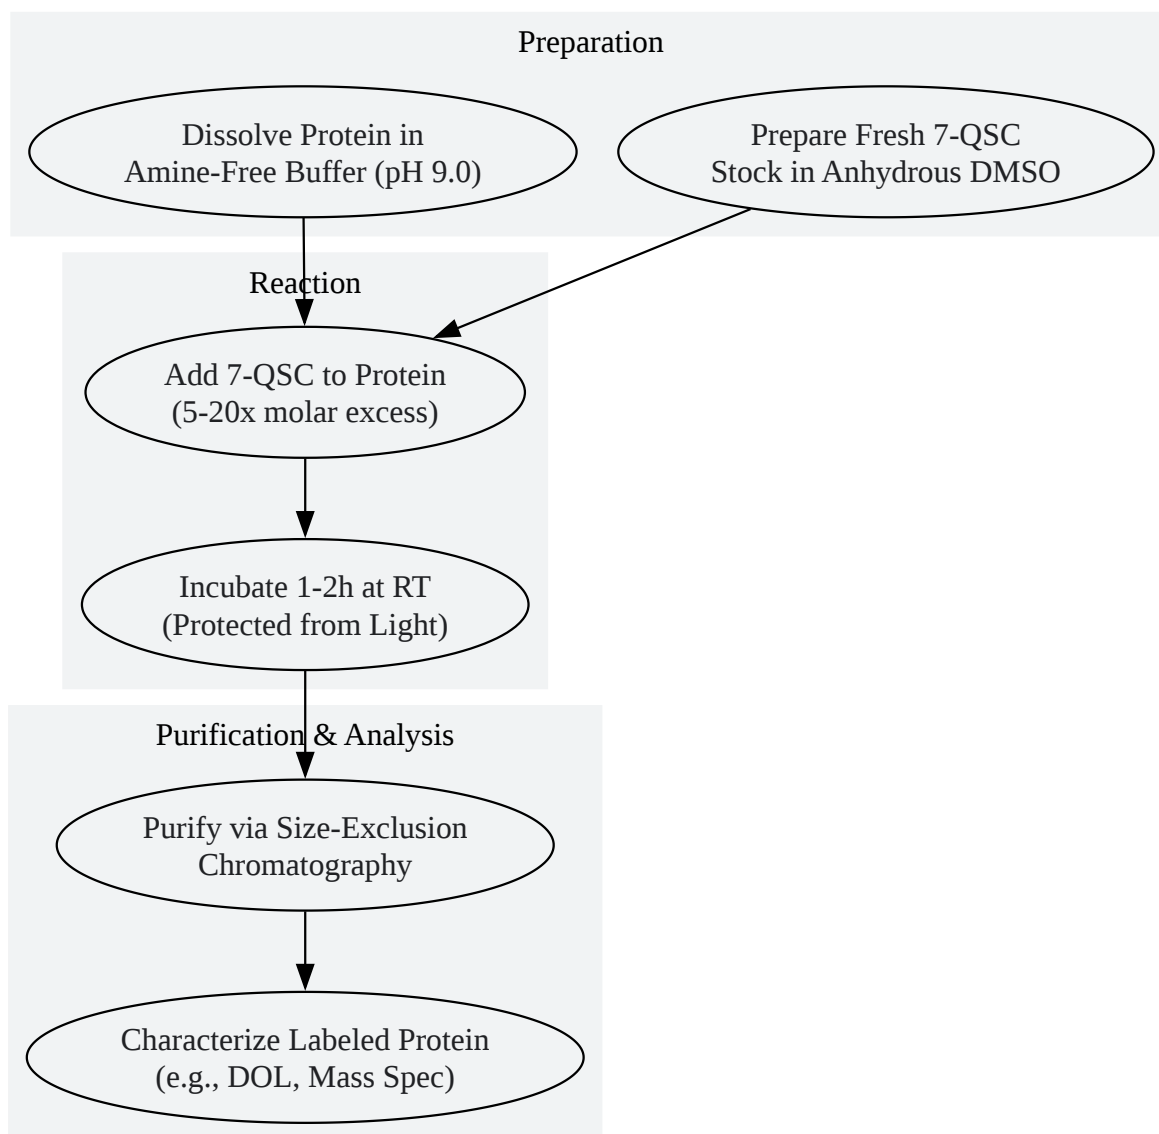 Preparation
Dissolve Protein in
Amine-Free Buffer (pH 9.0)
Prepare Fresh 7-QSC
Stock in Anhydrous DMSO
Reaction
Add 7-QSC to Protein
(5-20x molar excess)
Incubate 1-2h at RT
(Protected from Light)
Purification & Analysis
Purify via Size-Exclusion
Chromatography
Characterize Labeled Protein
(e.g., DOL, Mass Spec)